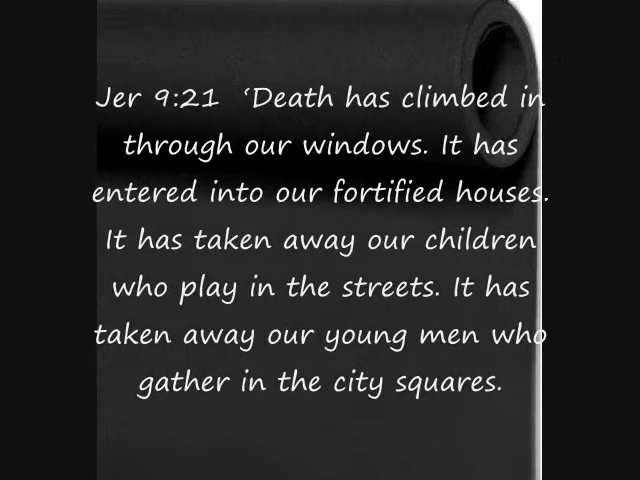 Jer 9:21 ‘Death has climbed in
through our windows. It has
entered into our fortified houses.
It has taken away our children
who play in the streets. It has
taken away our young men who
gather in the city squares.